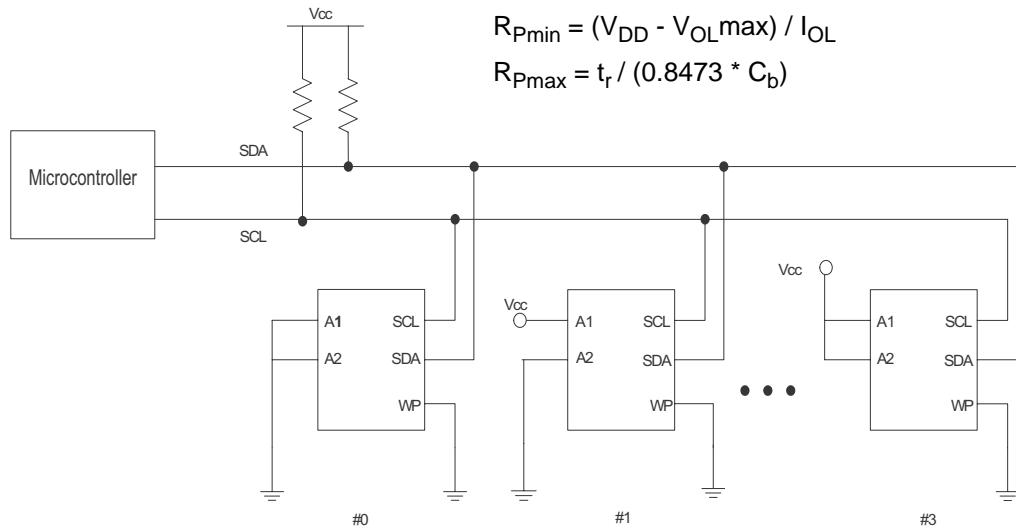 Vcc
R_Pmin = (V_DD - V_OLmax) / I_OL
R_Pmax = t_r / (0.8473 * C_b)
SDA
Microcontroller
SCL
Vcc
Vcc
A1 SCL
A2 SDA
WP
A1 SCL
A2 SDA
WP
A1 SCL
A2 SDA
WP
#0 #1 #3